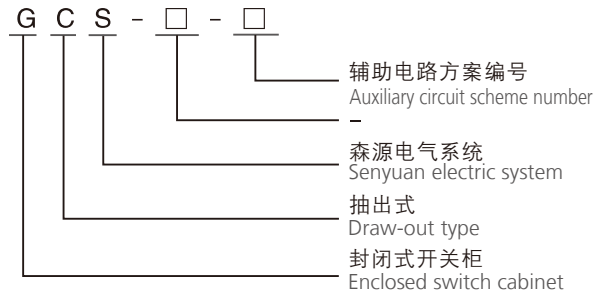 G C S - □ - □
辅助电路方案编号
Auxiliary circuit scheme number
–
森源电气系统
Senyuan electric system
抽出式
Draw-out type
封闭式开关柜
Enclosed switch cabinet